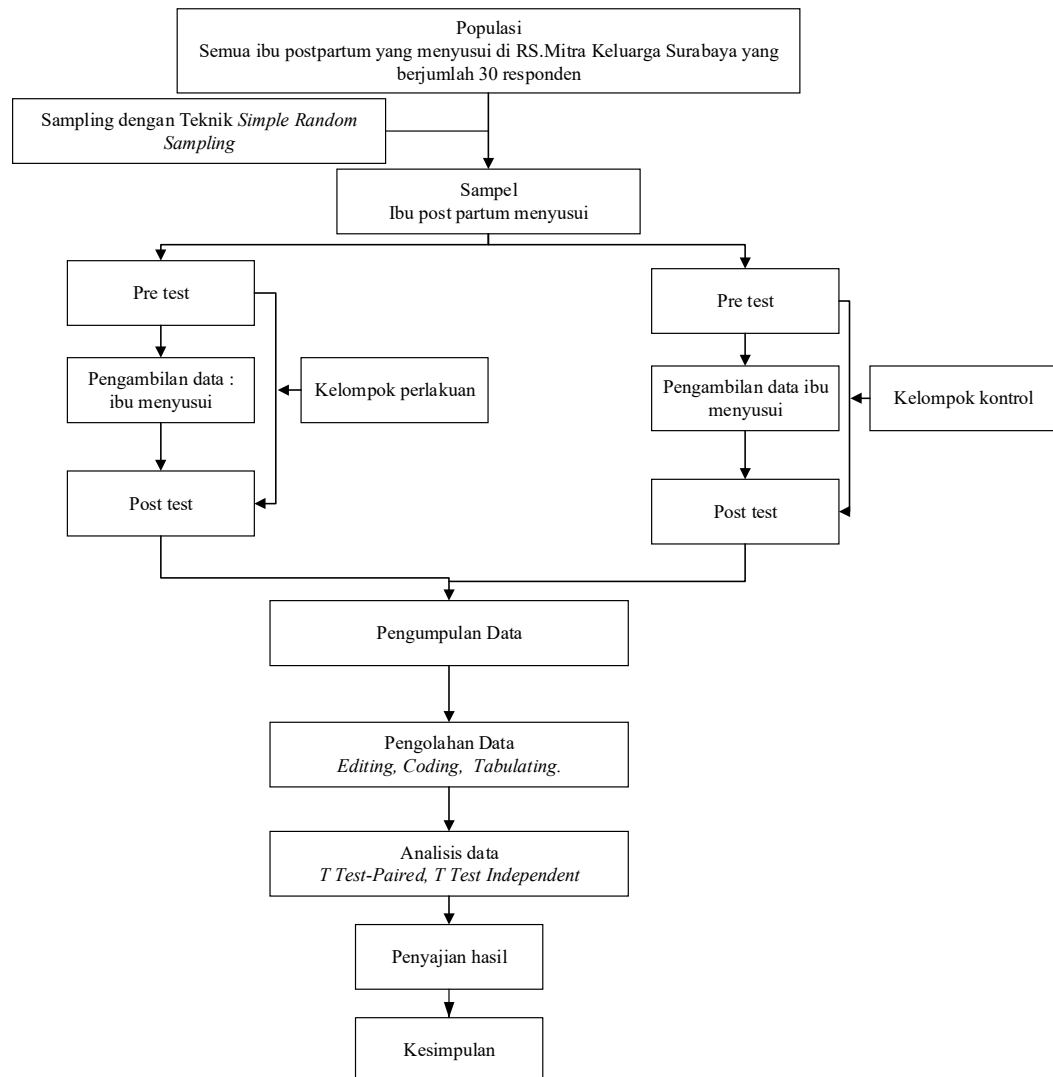 Populasi
Semua ibu postpartum yang menyusui di RS.Mitra Keluarga Surabaya yang
berjumlah 30 responden
Sampling dengan Teknik Simple Random
Sampling
Sampel
Ibu post partum menyusui
Pre test
Pengambilan data :
ibu menyusui
Kelompok perlakuan
Post test
Pre test
Pengambilan data ibu
menyusui
Kelompok kontrol
Post test
Pengumpulan Data
Pengolahan Data
Editing, Coding, Tabulating.
Analisis data
T Test-Paired, T Test Independent
Penyajian hasil
Kesimpulan